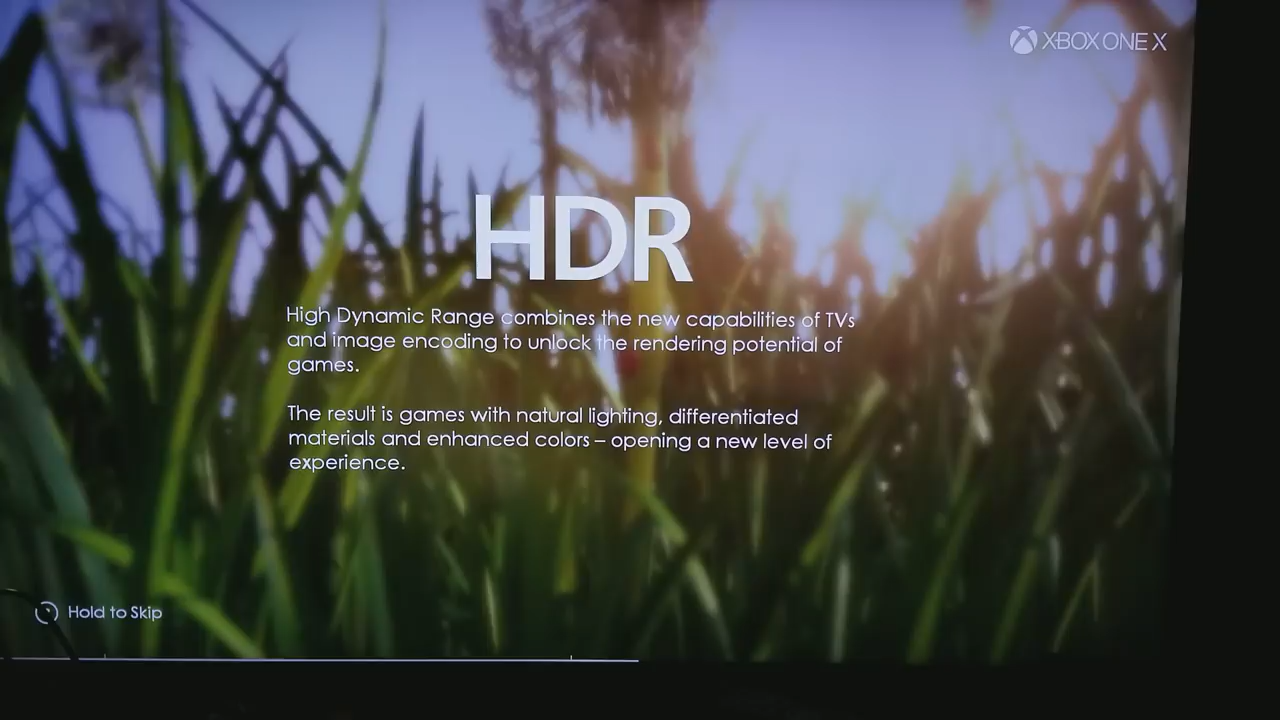 XBOX ONE X
HDR
High Dynamic Range combines the new capabilities of TVs
and image encoding to unlock the rendering potential of
games.
The result is games with natural lighting, differentiated
materials and enhanced colors – opening a new level of
experience.
Hold to Skip